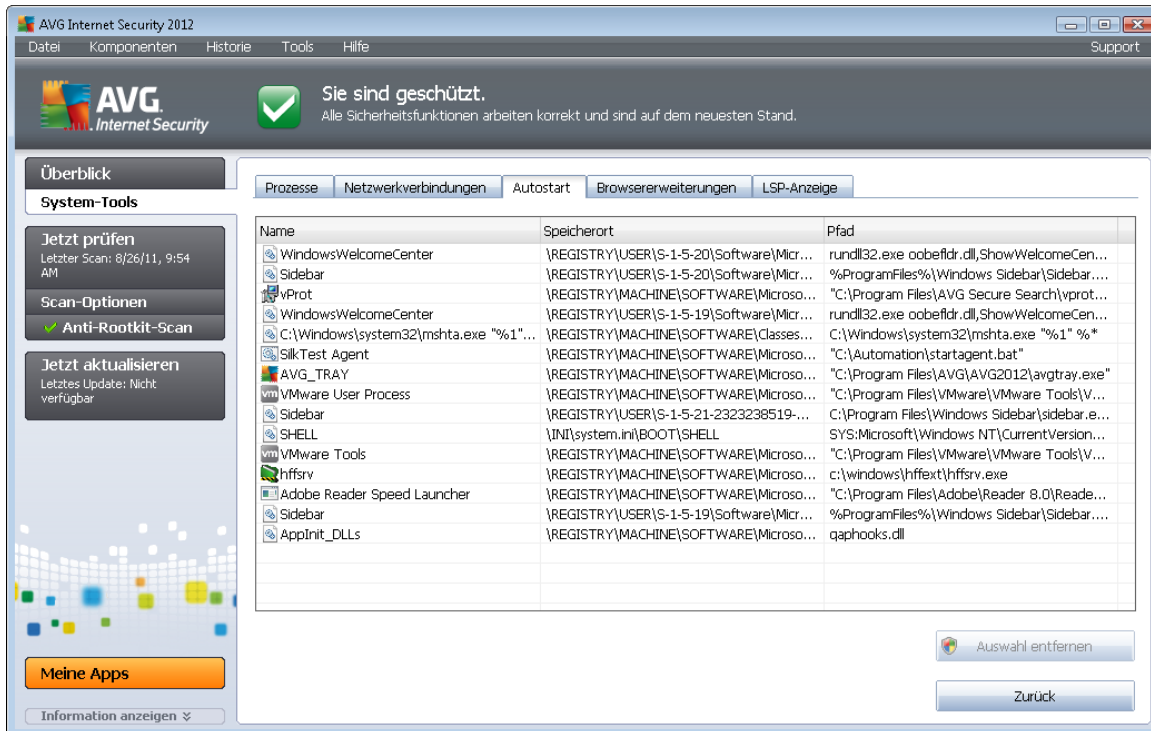 AVG Internet Security 2012
Datei Komponenten Historie Tools Hilfe Support
AVG.
Internet Security
Sie sind geschützt.
Alle Sicherheitsfunktionen arbeiten korrekt und sind auf dem neuesten Stand.
Überblick
System-Tools
Jetzt prüfen
Letzter Scan: 8/26/11, 9:54
AM
Scan-Optionen
Anti-Rootkit-Scan
Jetzt aktualisieren
Letztes Update: Nicht
verfügbar
Meine Apps
Information anzeigen
Prozesse Netzwerkverbindungen Autostart Browsererweiterungen LSP-Anzeige
Name Speicherort Pfad
WindowsWelcomeCenter \REGISTRY\USER\S-1-5-20\Software\Micr... rundll32.exe oobefldr.dll,ShowWelcomeCen...
Sidebar \REGISTRY\USER\S-1-5-20\Software\Micr... %ProgramFiles%\Windows Sidebar\Sidebar....
vProt \REGISTRY\MACHINE\SOFTWARE\Microso... "C:\Program Files\AVG Secure Search\vprot...
WindowsWelcomeCenter \REGISTRY\USER\S-1-5-19\Software\Micr... rundll32.exe oobefldr.dll,ShowWelcomeCen...
C:\Windows\system32\mshta.exe "%1"... \REGISTRY\MACHINE\SOFTWARE\Classes... C:\Windows\system32\mshta.exe "%1" %*
SilkTest Agent \REGISTRY\MACHINE\SOFTWARE\Microso... "C:\Automation\startagent.bat"
AVG_TRAY \REGISTRY\MACHINE\SOFTWARE\Microso... "C:\Program Files\AVG\AVG2012\avgtray.exe"
VMware User Process \REGISTRY\MACHINE\SOFTWARE\Microso... "C:\Program Files\VMware\VMware Tools\V...
Sidebar \REGISTRY\USER\S-1-5-21-2323238519-... C:\Program Files\Windows Sidebar\sidebar.e...
SHELL \INI\system.ini\BOOT\SHELL SYS:Microsoft\Windows NT\CurrentVersion...
VMware Tools \REGISTRY\MACHINE\SOFTWARE\Microso... "C:\Program Files\VMware\VMware Tools\V...
hffsrv \REGISTRY\MACHINE\SOFTWARE\Microso... c:\windows\hffext\hffsrv.exe
Adobe Reader Speed Launcher \REGISTRY\MACHINE\SOFTWARE\Microso... "C:\Program Files\Adobe\Reader 8.0\Reade...
Sidebar \REGISTRY\USER\S-1-5-19\Software\Micr... %ProgramFiles%\Windows Sidebar\Sidebar....
AppInit_DLLs \REGISTRY\MACHINE\SOFTWARE\Microso... qaphooks.dll
Auswahl entfernen
Zurück